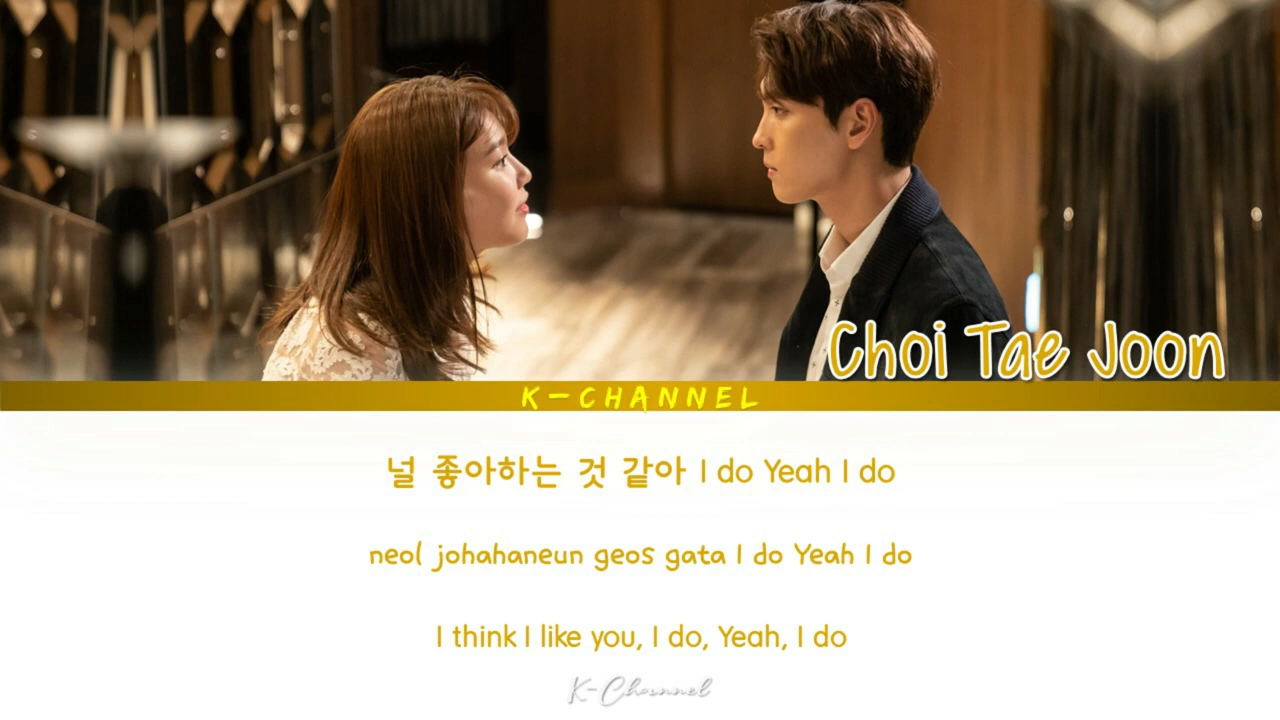 Choi Tae Joon
K-CHANNEL
널 좋아하는 것 같아 I do Yeah I do
neol johahaneun geos gata I do Yeah I do
I think I like you, I do, Yeah, I do
K-Channel